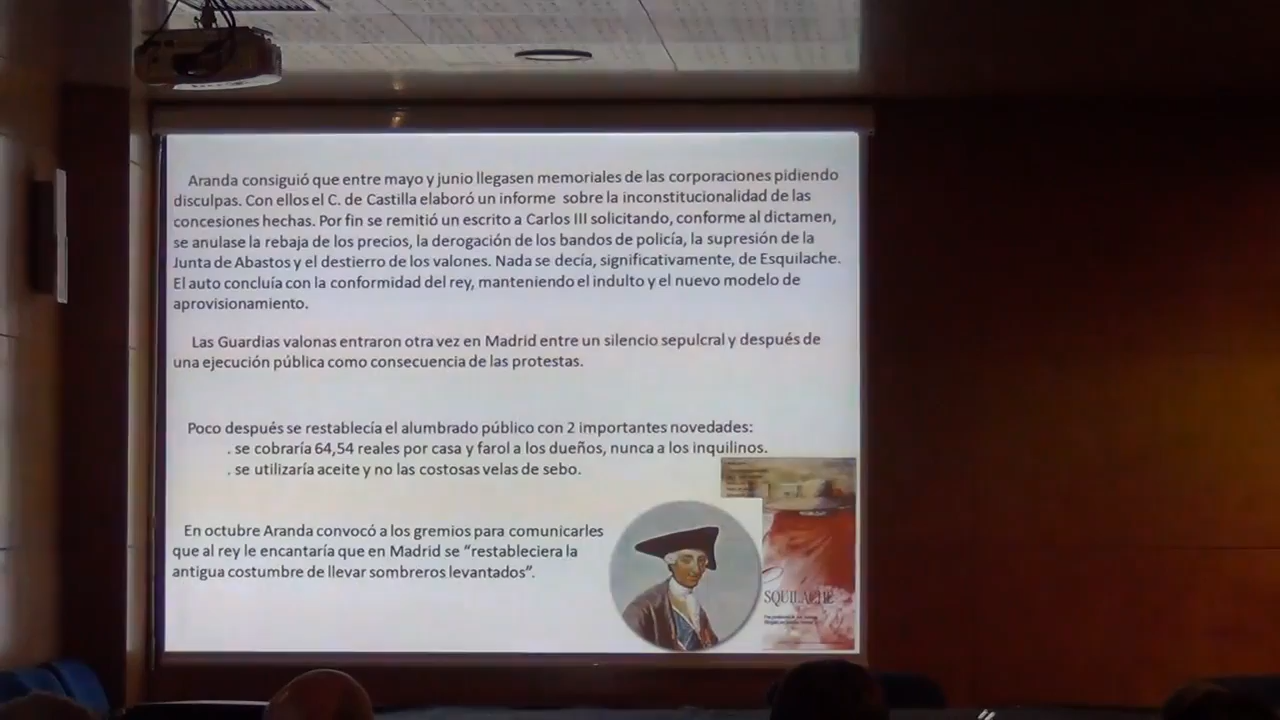 Aranda consiguió que entre mayo y junio llegasen memoriales de las corporaciones pidiendo
disculpas. Con ellos el C. de Castilla elaboró un informe sobre la inconstitucionalidad de las
concesiones hechas. Por fin se remitió un escrito a Carlos III solicitando, conforme al dictamen,
se anulase la rebaja de los precios, la derogación de los bandos de policía, la supresión de la
Junta de Abastos y el destierro de los valones. Nada se decía, significativamente, de Esquilache.
El auto concluía con la conformidad del rey, manteniendo el indulto y el nuevo modelo de
aprovisionamiento.
Las Guardias valonas entraron otra vez en Madrid entre un silencio sepulcral y después de
una ejecución pública como consecuencia de las protestas.
Poco después se restablecía el alumbrado público con 2 importantes novedades:
. se cobraría 64,54 reales por casa y farol a los dueños, nunca a los inquilinos.
. se utilizaría aceite y no las costosas velas de sebo.
En octubre Aranda convocó a los gremios para comunicarles
que al rey le encantaría que en Madrid se “restableciera la
antigua costumbre de llevar sombreros levantados”.
SQUILACHE